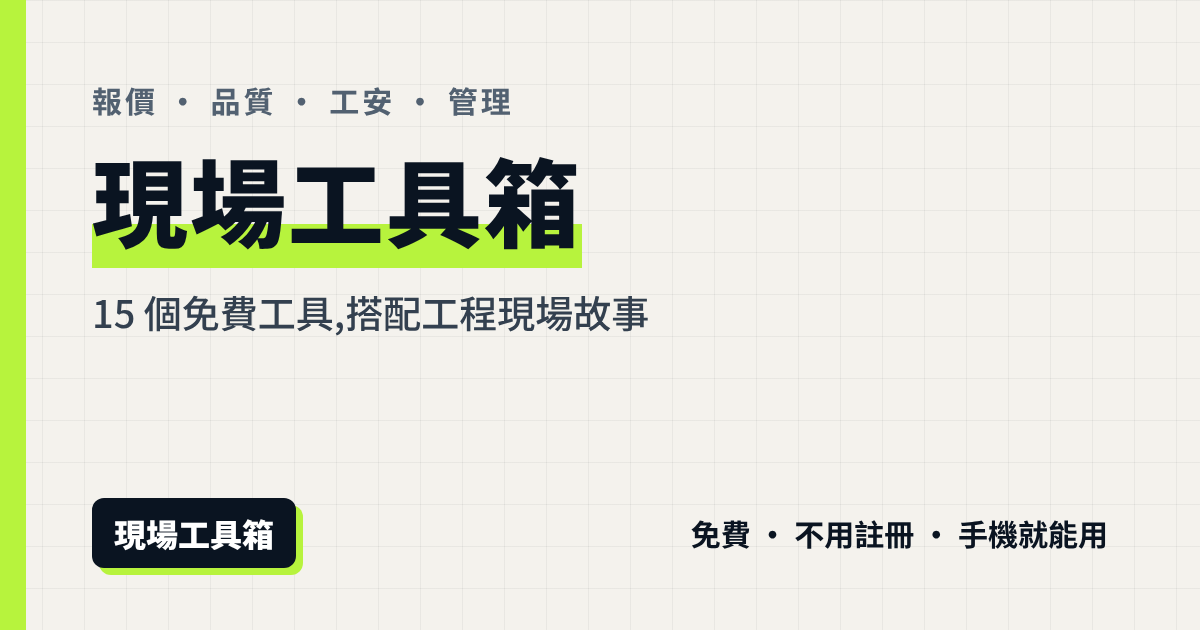 報價 · 品質 · 工安 · 管理
現場工具箱
15 個免費工具,搭配工程現場故事
現場工具箱
免費 · 不用註冊 · 手機就能用